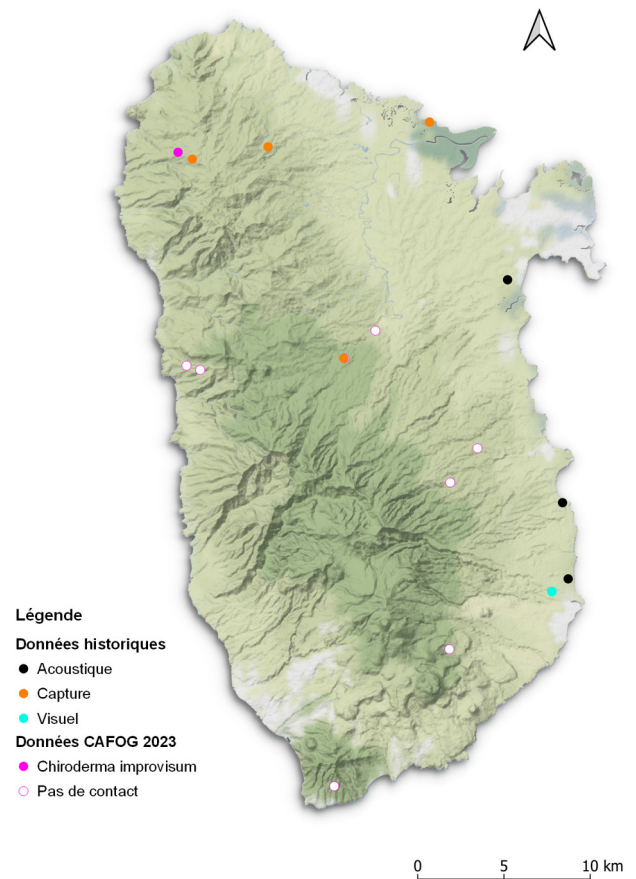 Légende
Données historiques
Acoustique
Capture
Visuel
Données CAFOG 2023
Chiroderma improvisum
Pas de contact
0 5 10 km